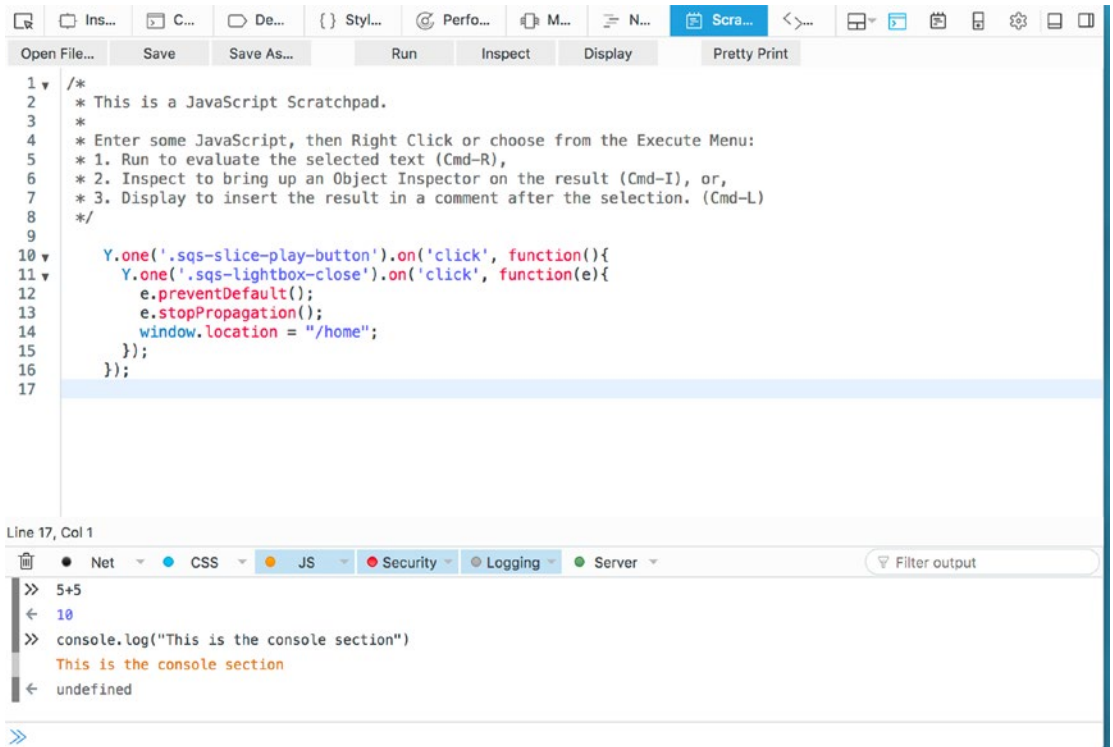 Ins... C... De... { } Styl... Perfo... M... N... Scra...
Open File... Save Save As... Run Inspect Display Pretty Print
1 /*
2  * This is a JavaScript Scratchpad.
3  *
4  * Enter some JavaScript, then Right Click or choose from the Execute Menu:
5  * 1. Run to evaluate the selected text (Cmd-R),
6  * 2. Inspect to bring up an Object Inspector on the result (Cmd-I), or,
7  * 3. Display to insert the result in a comment after the selection. (Cmd-L)
8  */
9
10     Y.one('.sqs-slice-play-button').on('click', function(){
11       Y.one('.sqs-lightbox-close').on('click', function(e){
12         e.preventDefault();
13         e.stopPropagation();
14         window.location = "/home";
15       });
16     });
17
Line 17, Col 1
Net CSS JS Security Logging Server Filter output
5+5
10
console.log("This is the console section")
This is the console section
undefined